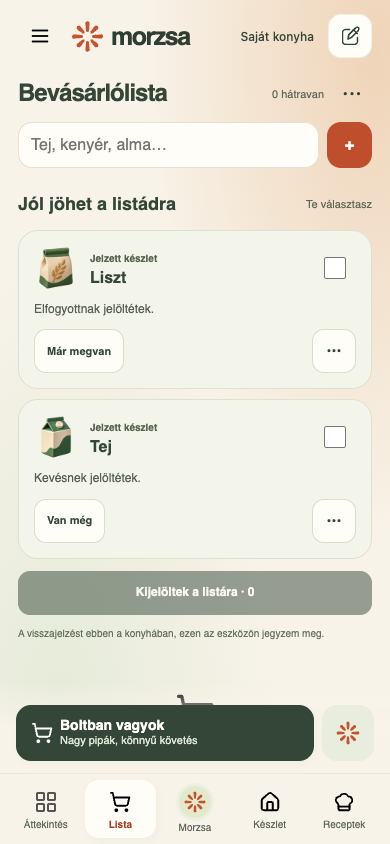 morzsa
Saját konyha
Bevásárlólista
0 hátravan
Tej, kenyér, alma…
+
Jól jöhet a listádra
Te választasz
Jelzett készlet
Liszt
Elfogyottnak jelöltétek.
Már megvan
Jelzett készlet
Tej
Kevésnek jelöltétek.
Van még
Kijelöltek a listára · 0
A visszajelzést ebben a konyhában, ezen az eszközön jegyzem meg.
Boltban vagyok
Nagy pipák, könnyű követés
Áttekintés
Lista
Morzsa
Készlet
Receptek